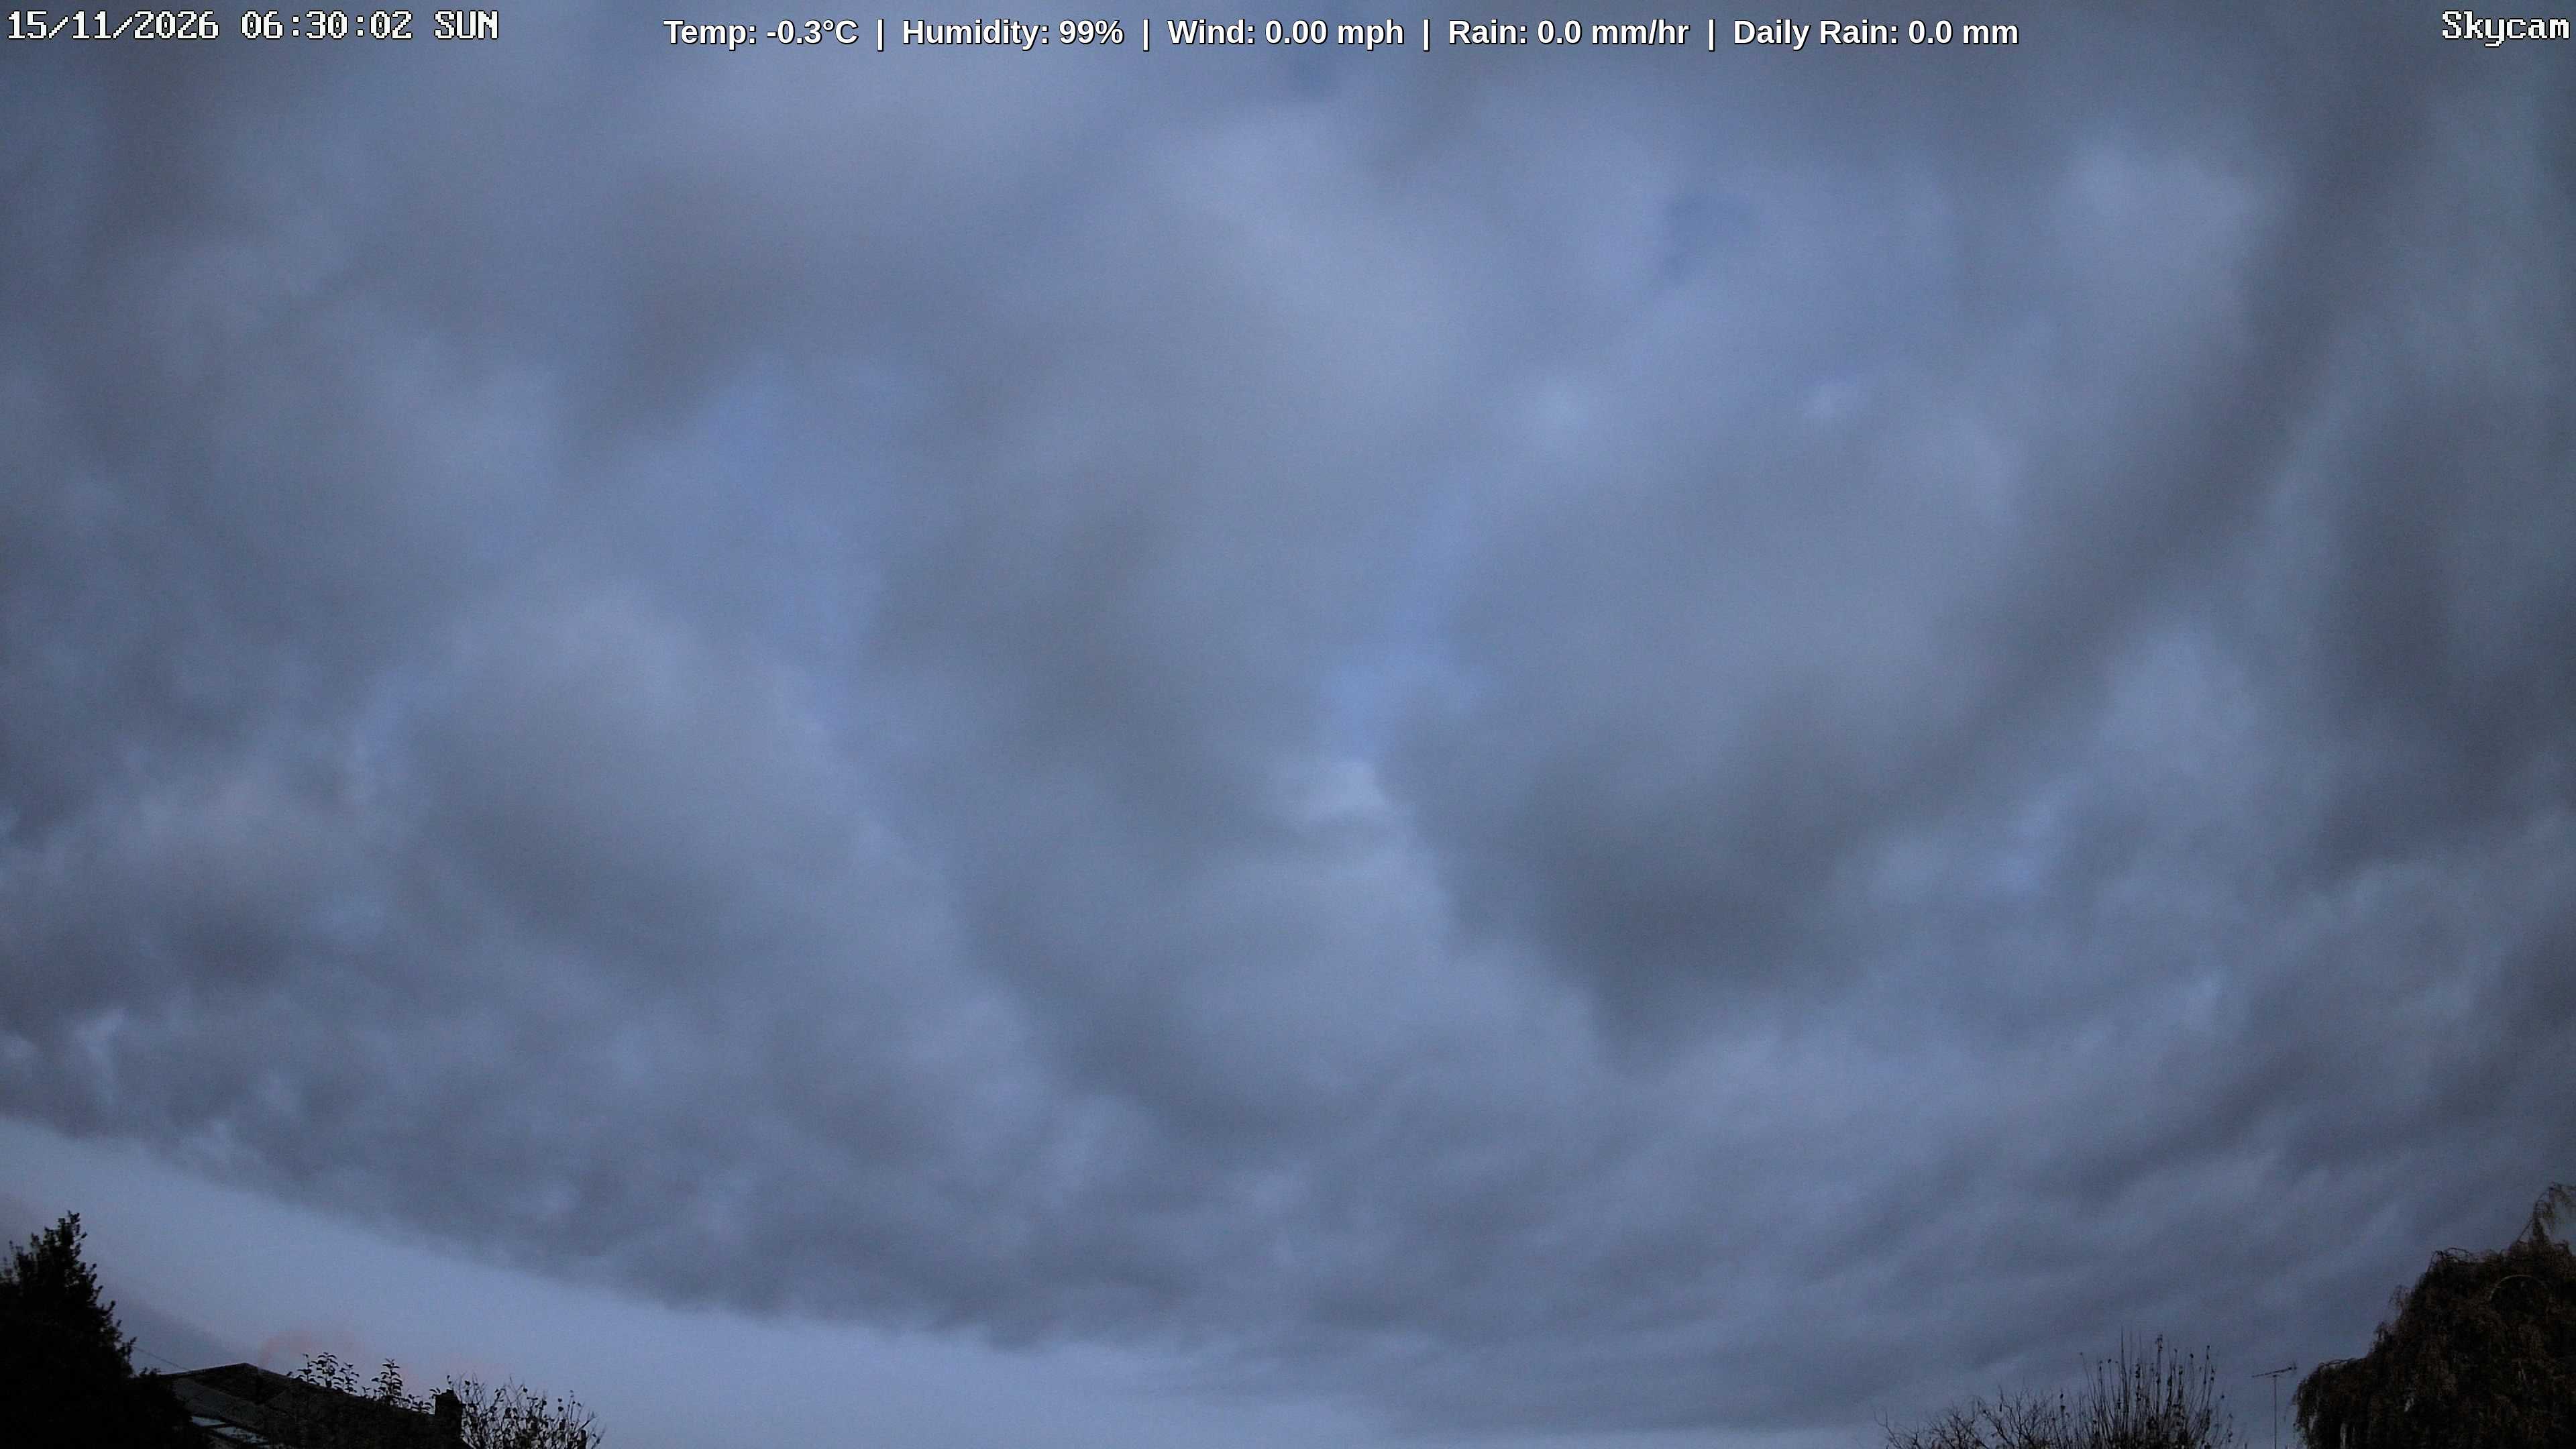 15/11/2026 06:30:02 SUN
Temp: -0.3°C | Humidity: 99% | Wind: 0.00 mph | Rain: 0.0 mm/hr | Daily Rain: 0.0 mm
Skycam